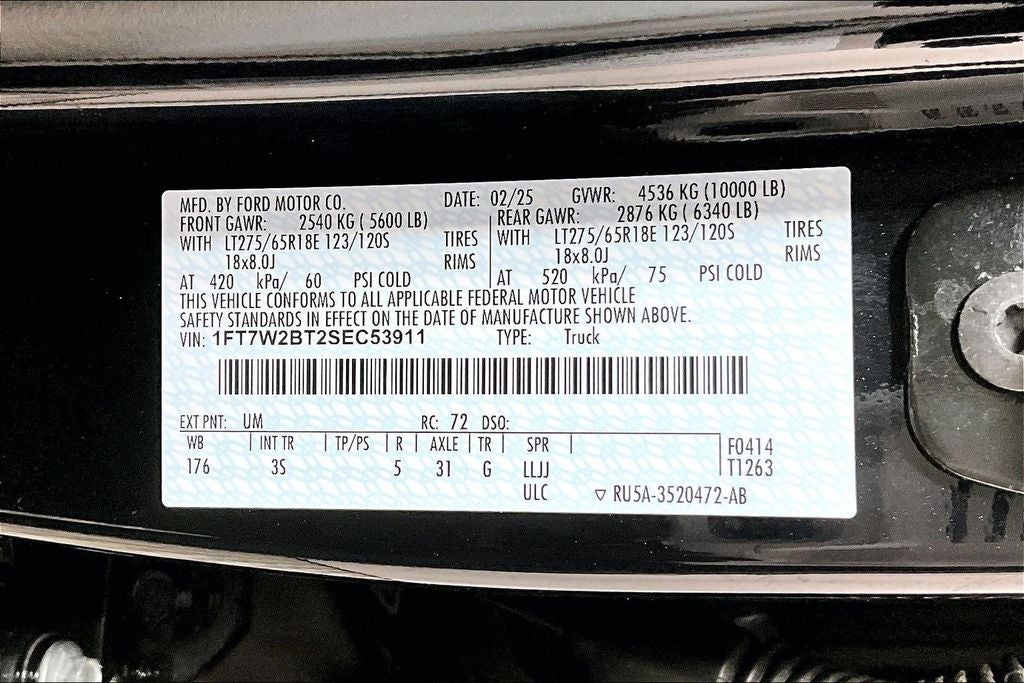 MFD. BY FORD MOTOR CO. DATE: 02/25 GVWR: 4536 KG (10000 LB)
FRONT GAWR: 2540 KG ( 5600 LB) REAR GAWR: 2876 KG ( 6340 LB)
WITH LT275/65R18E 123/120S TIRES WITH LT275/65R18E 123/120S TIRES
18x8.0J RIMS 18x8.0J RIMS
AT 420 kPa/ 60 PSI COLD AT 520 kPa/ 75 PSI COLD
THIS VEHICLE CONFORMS TO ALL APPLICABLE FEDERAL MOTOR VEHICLE
SAFETY STANDARDS IN EFFECT ON THE DATE OF MANUFACTURE SHOWN ABOVE.
VIN: 1FT7W2BT2SEC53911 TYPE: Truck
EXT PNT: UM RC: 72 DSO:
WB INT TR TP/PS R AXLE TR SPR F0414
176 3S 5 31 G LLJJ T1263
ULC ▽ RU5A-3520472-AB